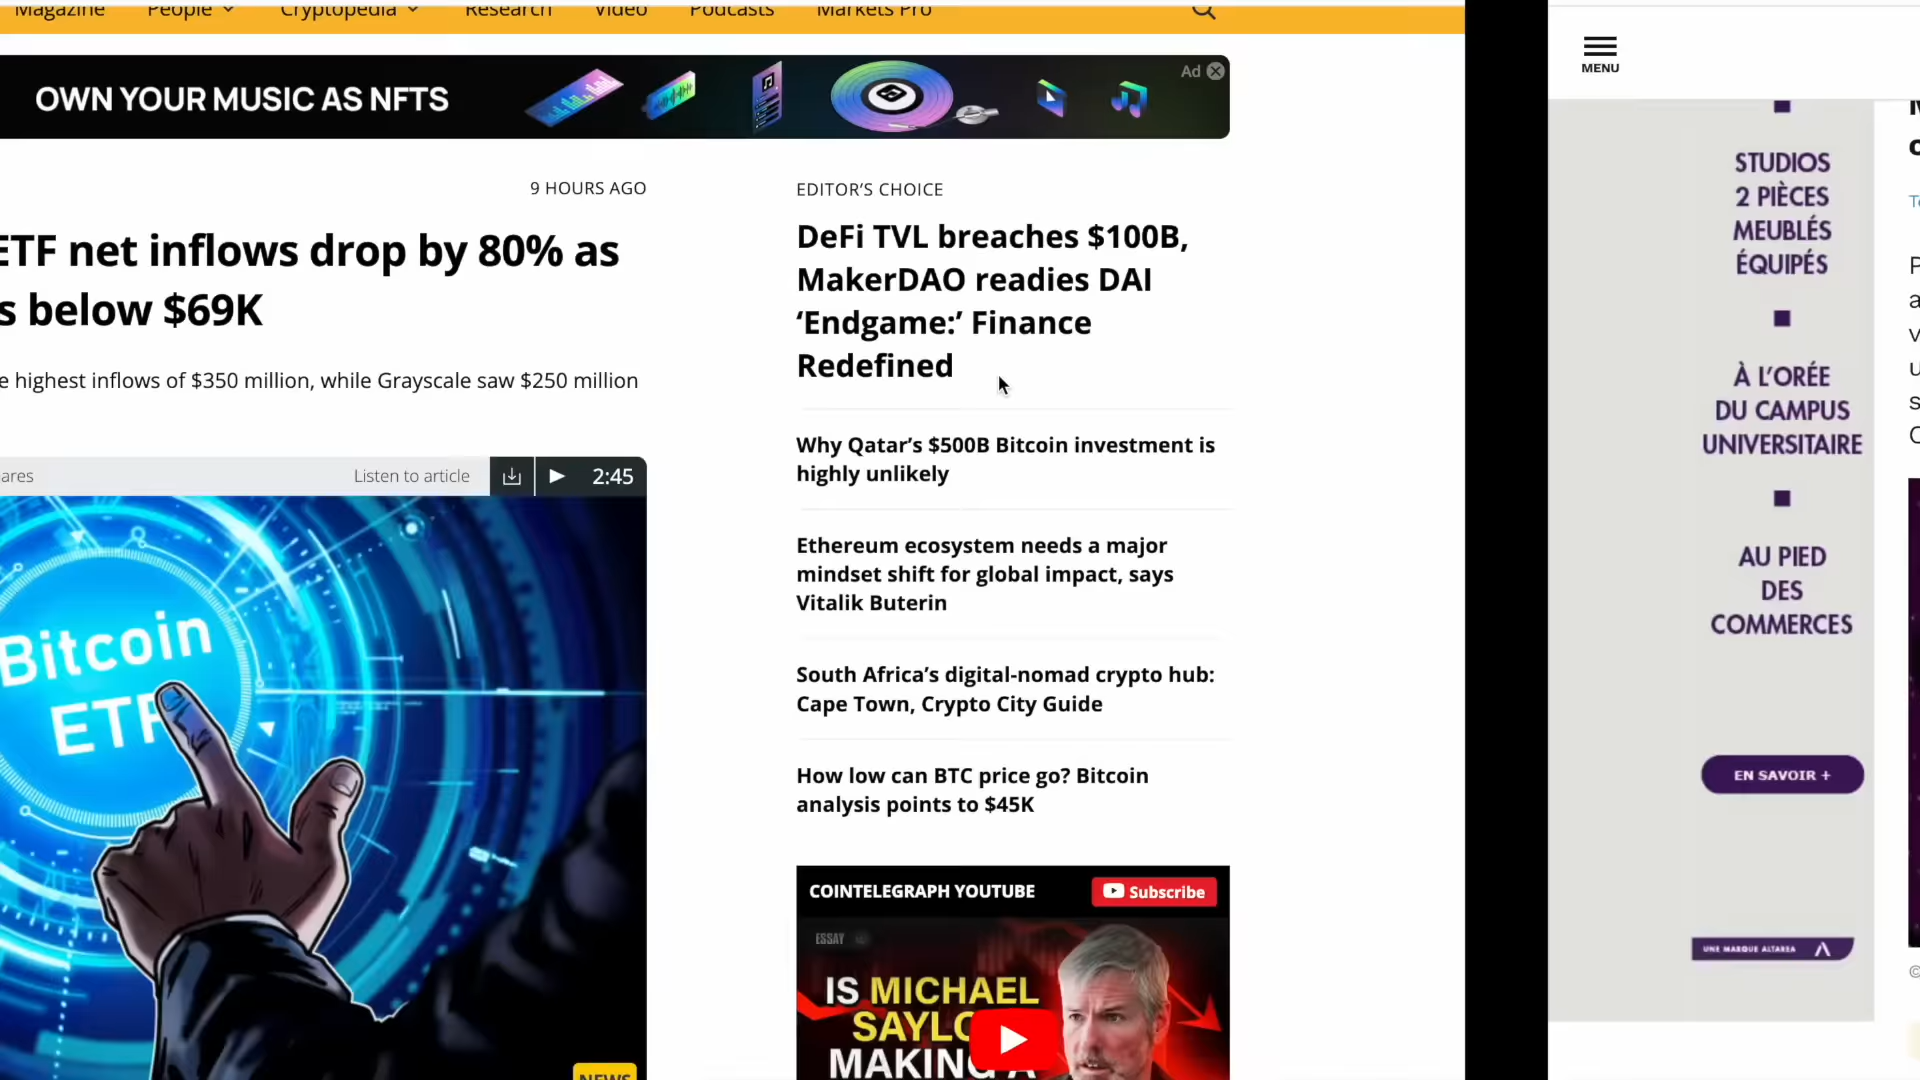 Magazine People Cryptopedia Research Video Podcasts Markets Pro
OWN YOUR MUSIC AS NFTS
Ad
9 HOURS AGO
ETF net inflows drop by 80% as
s below $69K
e highest inflows of $350 million, while Grayscale saw $250 million
ares
Listen to article
2:45
Bitcoin
ETF
NEWS
EDITOR’S CHOICE
DeFi TVL breaches $100B,
MakerDAO readies DAI
‘Endgame:’ Finance
Redefined
Why Qatar’s $500B Bitcoin investment is
highly unlikely
Ethereum ecosystem needs a major
mindset shift for global impact, says
Vitalik Buterin
South Africa’s digital-nomad crypto hub:
Cape Town, Crypto City Guide
How low can BTC price go? Bitcoin
analysis points to $45K
COINTELEGRAPH YOUTUBE
Subscribe
ESSAY
IS MICHAEL
SAYLO
MAKING A
MENU
STUDIOS
2 PIÈCES
MEUBLÉS
ÉQUIPÉS
À L’ORÉE
DU CAMPUS
UNIVERSITAIRE
AU PIED
DES
COMMERCES
EN SAVOIR +
UNE MARQUE ALTAREA